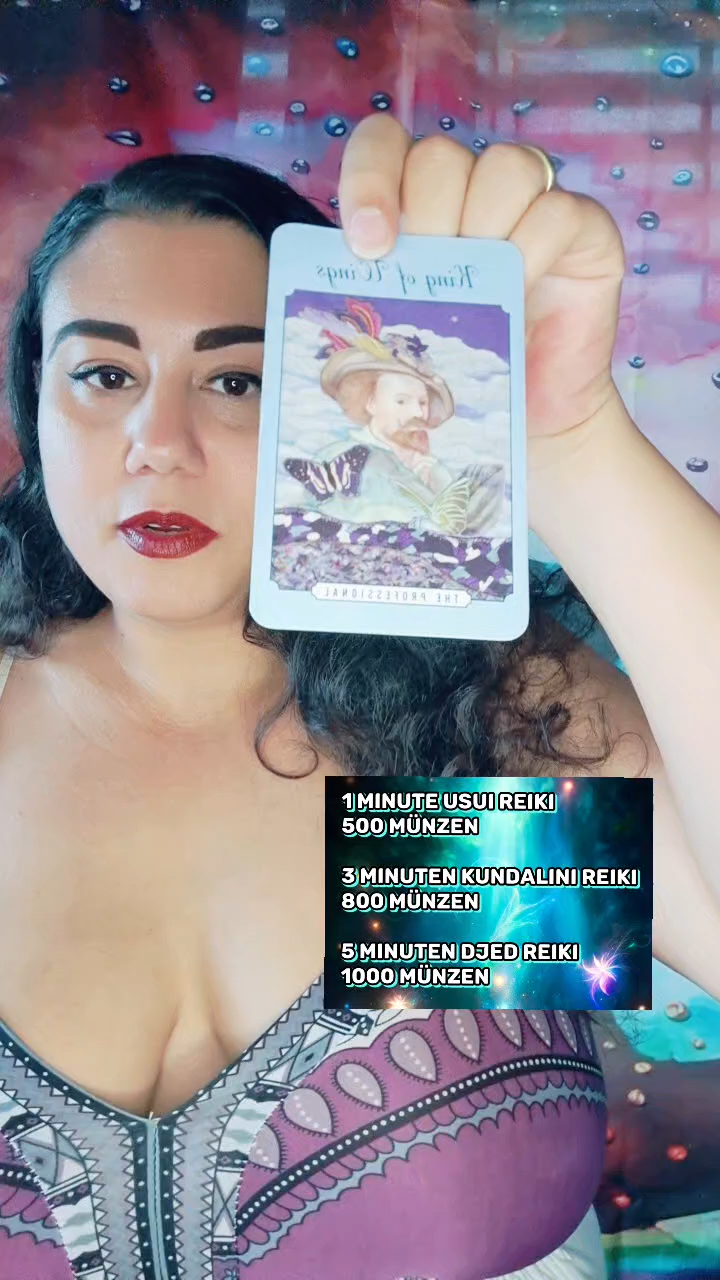 King of Wings
THE PROFESSIONAL
1 MINUTE USUI REIKI
500 MÜNZEN
3 MINUTEN KUNDALINI REIKI
800 MÜNZEN
5 MINUTEN DJED REIKI
1000 MÜNZEN